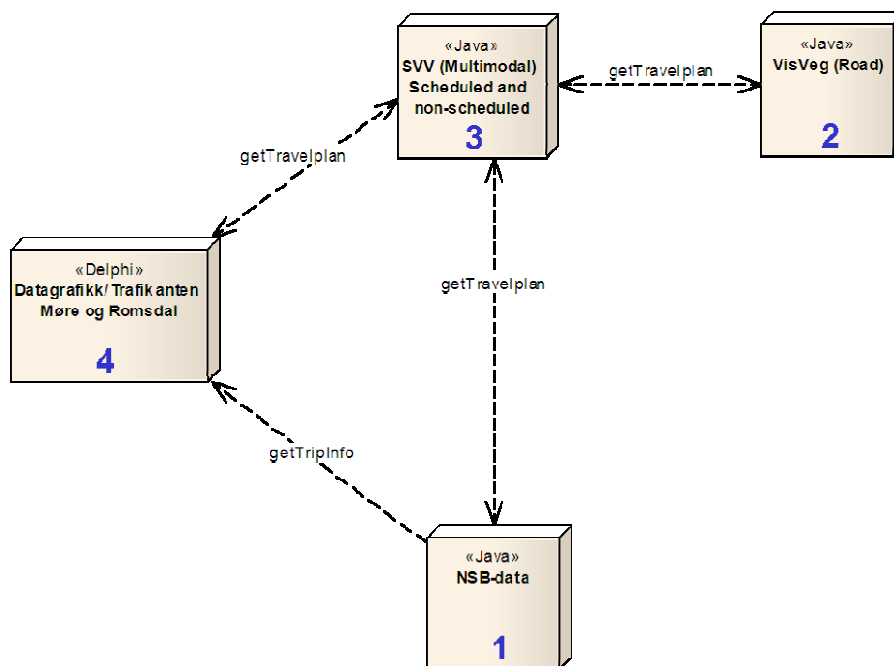 «Java»
SVV (Multimodal)
Scheduled and
non-scheduled
3
getTravelplan
«Java»
VisVeg (Road)
2
getTravelplan
«Delphi»
Datagrafikk/Trafikanten
Møre og Romsdal
4
getTravelplan
getTripInfo
«Java»
NSB-data
1